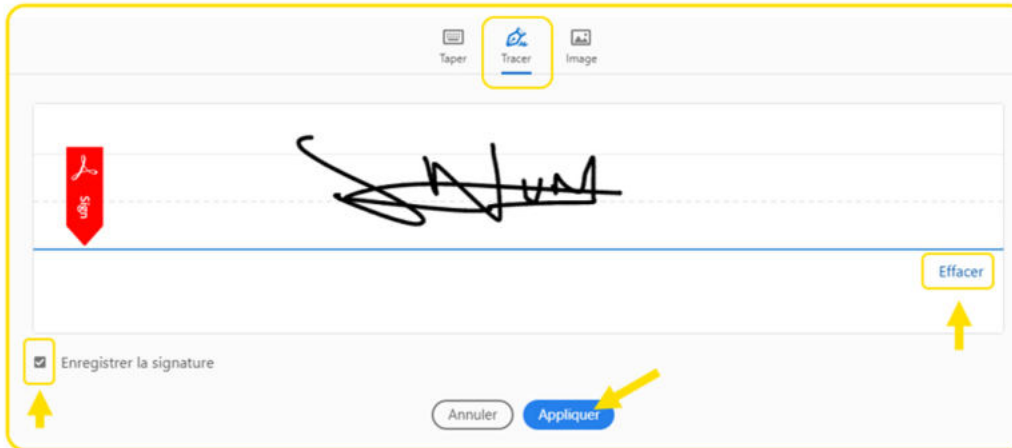 Taper Tracer Image
Sign
Effacer
Enregistrer la signature
Annuler Appliquer